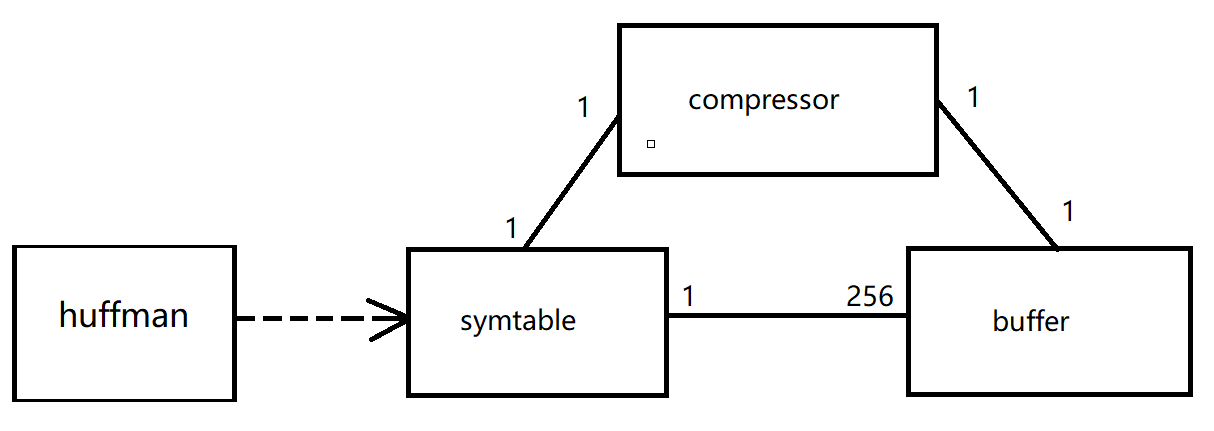 compressor
1
1
1
1
huffman
symtable
1
256
buffer